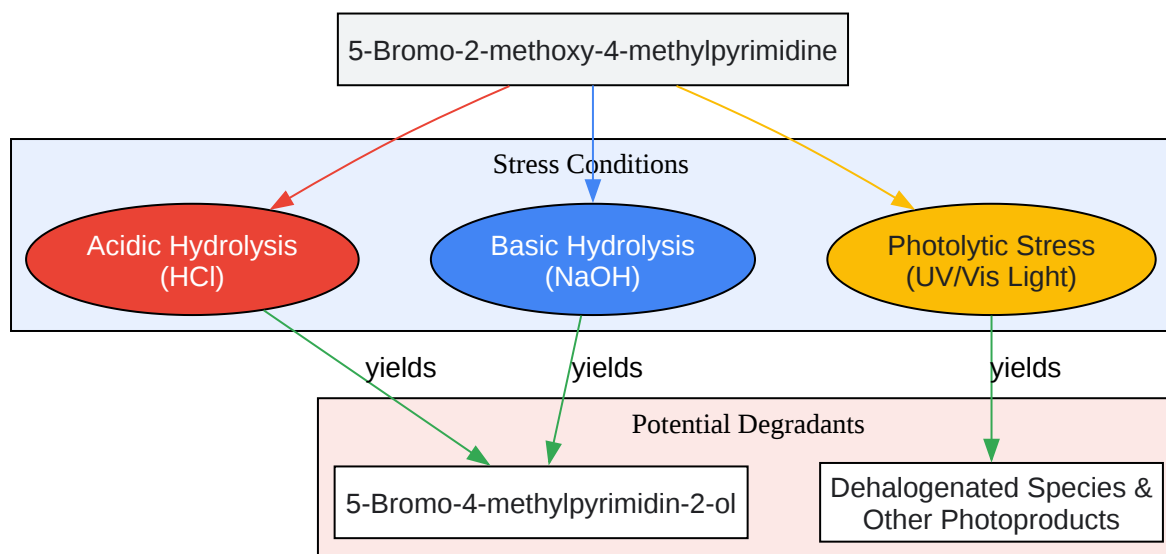 5-Bromo-2-methoxy-4-methylpyrimidine
Stress Conditions
Acidic Hydrolysis
(HCl)
Basic Hydrolysis
(NaOH)
Photolytic Stress
(UV/Vis Light)
yields
yields
yields
Potential Degradants
5-Bromo-4-methylpyrimidin-2-ol
Dehalogenated Species &
Other Photoproducts